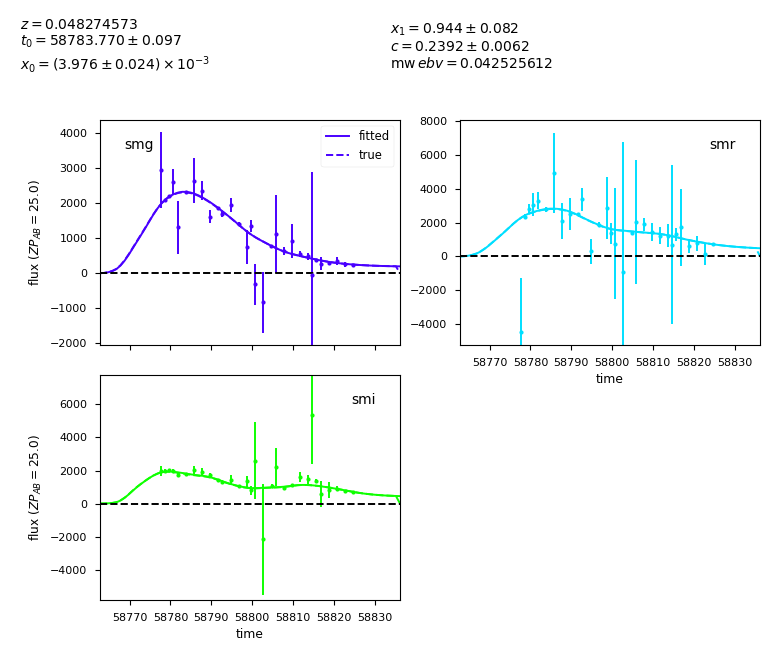 z = 0.048274573
t₀ = 58783.770 ± 0.097
x₀ = (3.976 ± 0.024) × 10⁻³
x₁ = 0.944 ± 0.082
c = 0.2392 ± 0.0062
mw ebv = 0.042525612
smg
fitted
true
4000
3000
2000
1000
0
−1000
−2000
flux (ZP_AB = 25.0)
smr
8000
6000
4000
2000
0
−2000
−4000
58770 58780 58790 58800 58810 58820 58830
time
smi
6000
4000
2000
0
−2000
−4000
flux (ZP_AB = 25.0)
58770 58780 58790 58800 58810 58820 58830
time